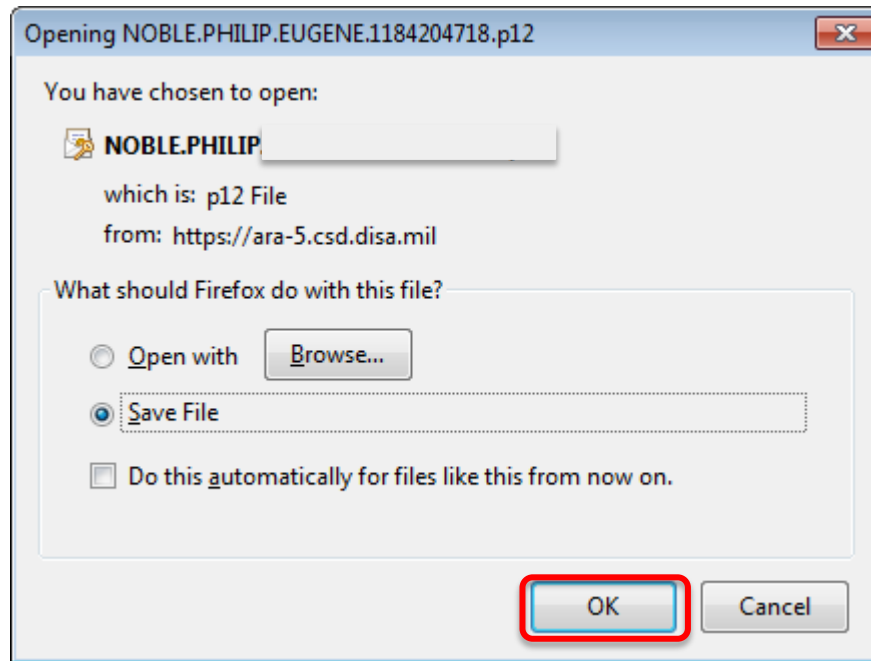 Opening NOBLE.PHILIP.EUGENE.1184204718.p12
You have chosen to open:
NOBLE.PHILIP.
which is: p12 File
from: https://ara-5.csd.disa.mil
What should Firefox do with this file?
Open with
Browse...
Save File
Do this automatically for files like this from now on.
OK
Cancel